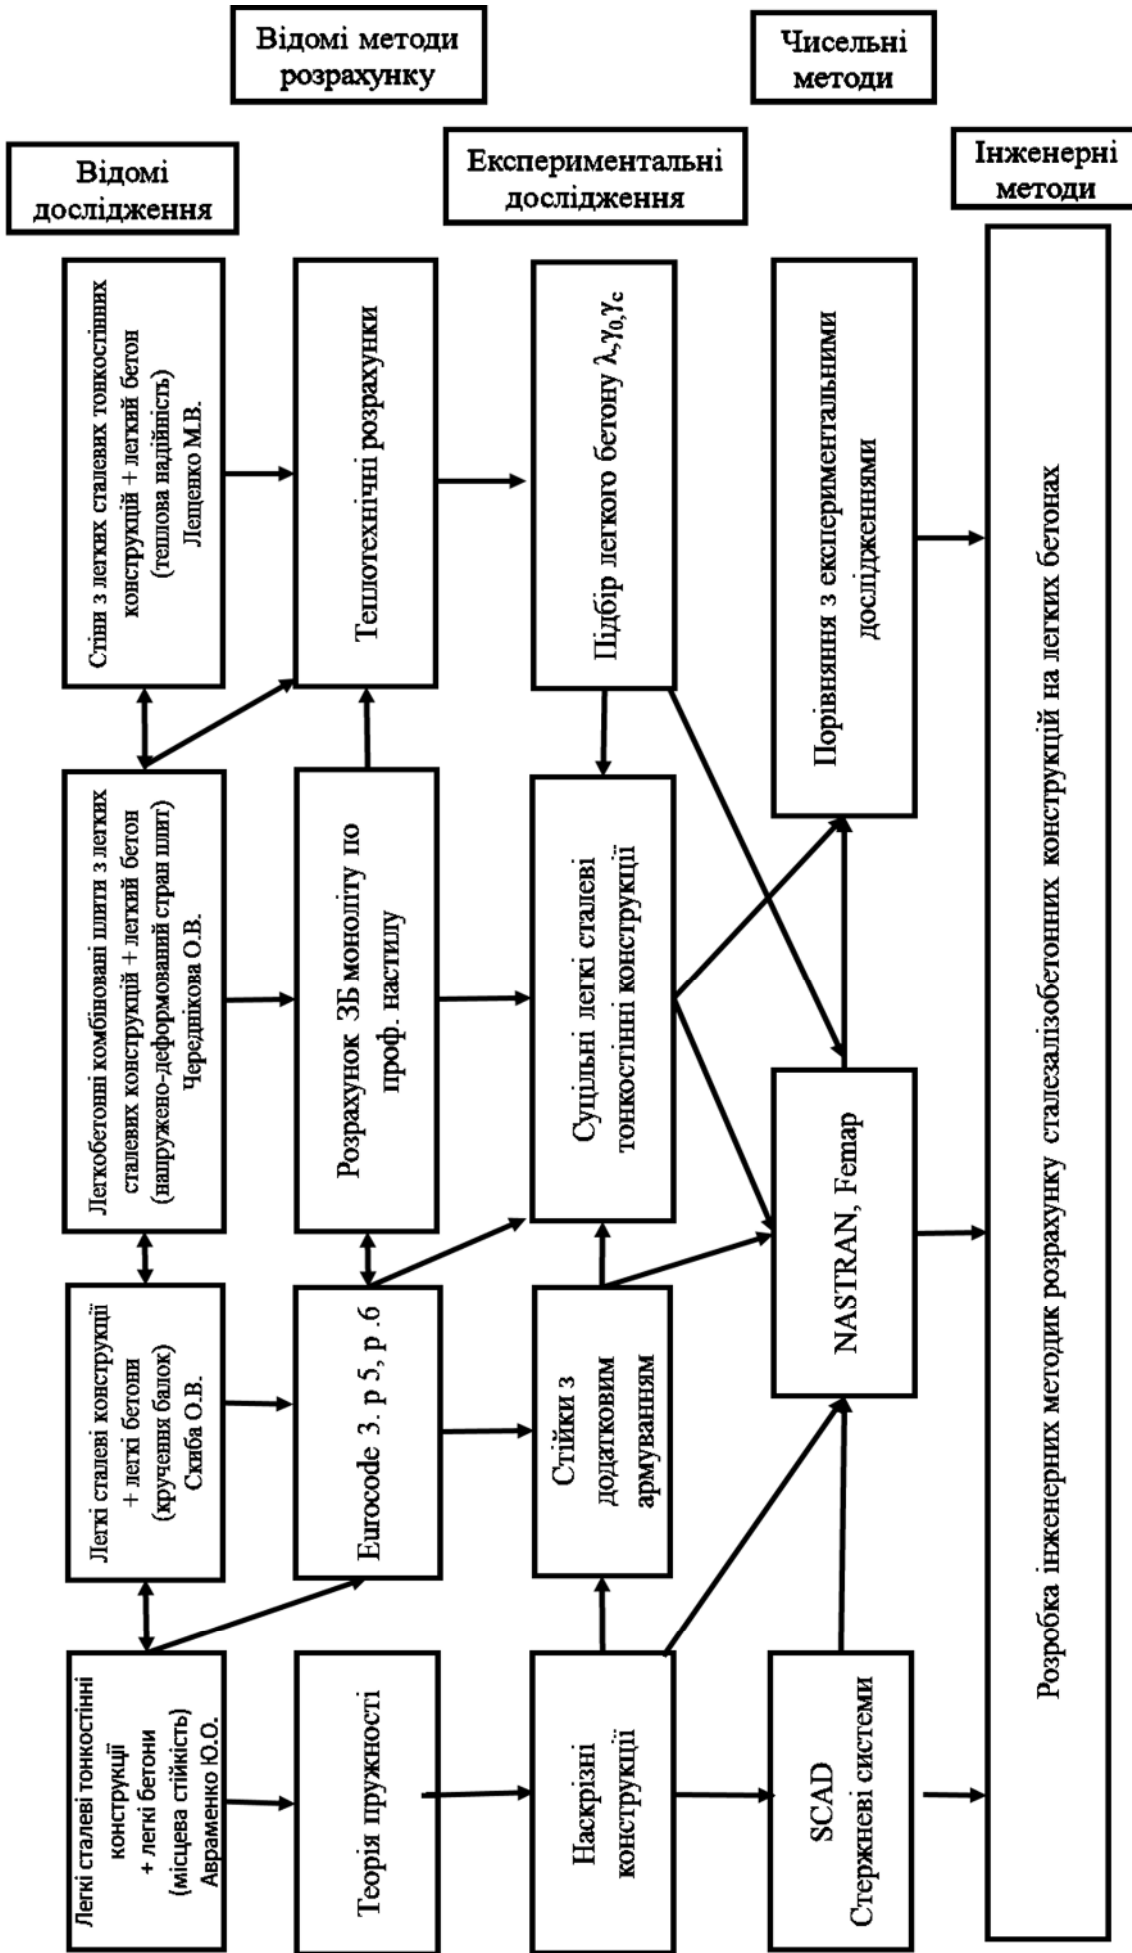 Відомі методи
розрахунку
Чисельні
методи
Відомі
дослідження
Експериментальні
дослідження
Інженерні
методи
Стіни з легких сталевих тонкостінних
конструкцій + легкий бетон
(теплова надійність)
Лещенко М.В.
Теплотехнічні розрахунки
Підбір легкого бетону λ,γ₀,γc
Порівняння з експериментальними
дослідженнями
Легкобетонні комбіновані плити з легких
сталевих конструкцій + легкий бетон
(напружено-деформований стран плит)
Череднікова О.В.
Розрахунок ЗБ моноліту по
проф. настилу
Суцільні легкі сталеві
тонкостінні конструкції
NASTRAN, Femap
Легкі сталеві конструкції
+ легкі бетони
(кручення балок)
Скиба О.В.
Eurocode 3. р 5, р .6
Стійки з
додатковим
армуванням
Легкі сталеві тонкостінні
конструкції
+ легкі бетони
(місцева стійкість)
Авраменко Ю.О.
Теорія пружності
Наскрізні
конструкції
SCAD
Стержневі системи
Розробка інженерних методик розрахунку сталезалізобетонних конструкцій на легких бетонах